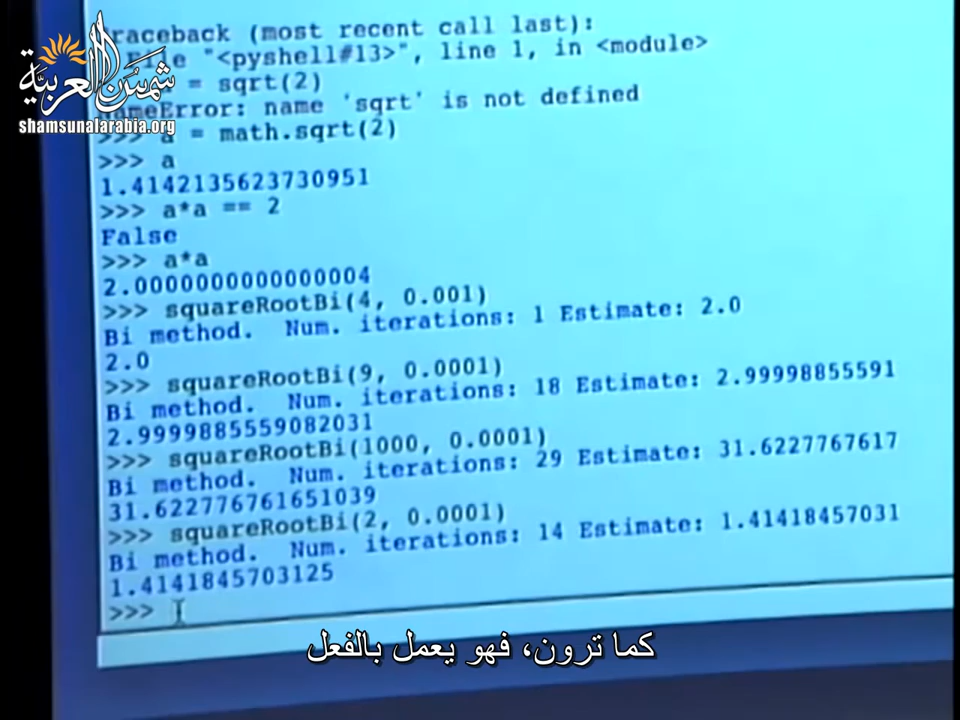 شمس العربية
shamsunalarabia.org
raceback (most recent call last):
File "<pyshell#13>", line 1, in <module>
= sqrt(2)
ameError: name 'sqrt' is not defined
>>> a = math.sqrt(2)
>>> a
1.4142135623730951
>>> a*a == 2
False
>>> a*a
2.0000000000000004
>>> squareRootBi(4, 0.001)
Bi method.  Num. iterations: 1 Estimate: 2.0
2.0
>>> squareRootBi(9, 0.0001)
Bi method.  Num. iterations: 18 Estimate: 2.99998855591
2.9999885559082031
>>> squareRootBi(1000, 0.0001)
Bi method.  Num. iterations: 29 Estimate: 31.6227767617
31.622776761651039
>>> squareRootBi(2, 0.0001)
Bi method.  Num. iterations: 14 Estimate: 1.41418457031
1.4141845703125
>>>
كما ترون، فهو يعمل بالفعل